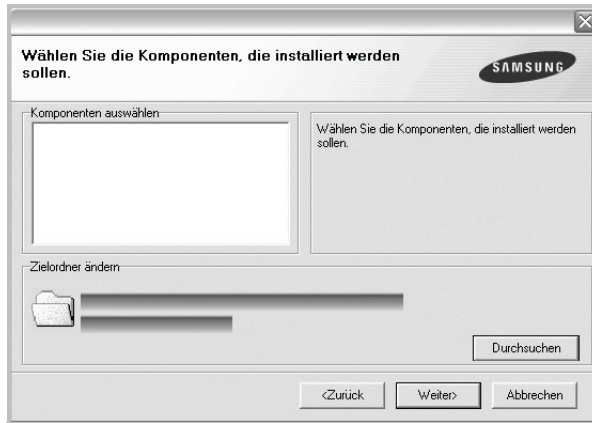 Wählen Sie die Komponenten, die installiert werden
sollen.
SAMSUNG
Komponenten auswählen
Wählen Sie die Komponenten, die installiert werden
sollen.
Zielordner ändern
Durchsuchen
<Zurück
Weiter>
Abbrechen